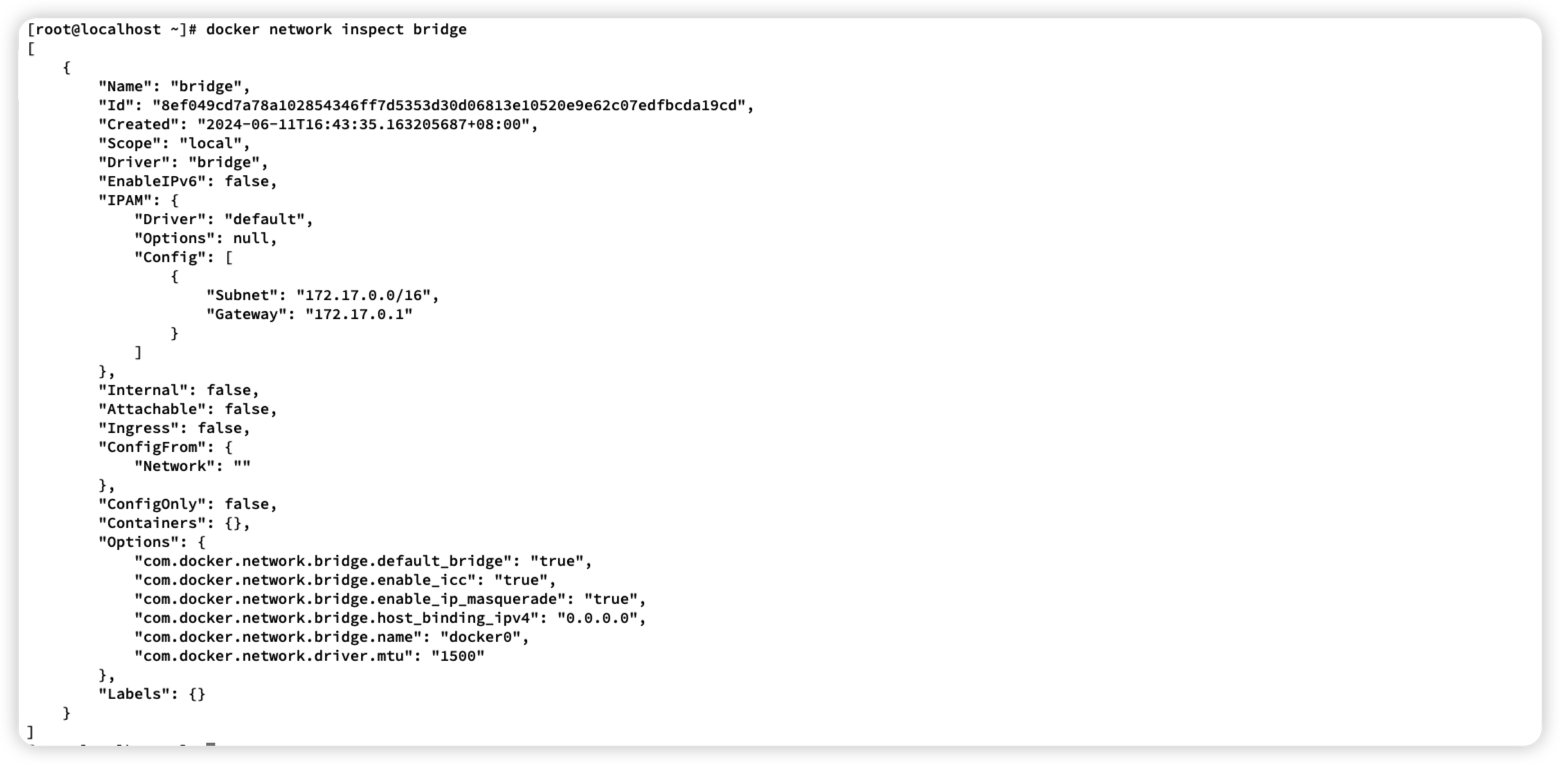 [root@localhost ~]# docker network inspect bridge
[
    {
        "Name": "bridge",
        "Id": "8ef049cd7a78a102854346ff7d5353d30d06813e10520e9e62c07edfbcda19cd",
        "Created": "2024-06-11T16:43:35.163205687+08:00",
        "Scope": "local",
        "Driver": "bridge",
        "EnableIPv6": false,
        "IPAM": {
            "Driver": "default",
            "Options": null,
            "Config": [
                {
                    "Subnet": "172.17.0.0/16",
                    "Gateway": "172.17.0.1"
                }
            ]
        },
        "Internal": false,
        "Attachable": false,
        "Ingress": false,
        "ConfigFrom": {
            "Network": ""
        },
        "ConfigOnly": false,
        "Containers": {},
        "Options": {
            "com.docker.network.bridge.default_bridge": "true",
            "com.docker.network.bridge.enable_icc": "true",
            "com.docker.network.bridge.enable_ip_masquerade": "true",
            "com.docker.network.bridge.host_binding_ipv4": "0.0.0.0",
            "com.docker.network.bridge.name": "docker0",
            "com.docker.network.driver.mtu": "1500"
        },
        "Labels": {}
    }
]